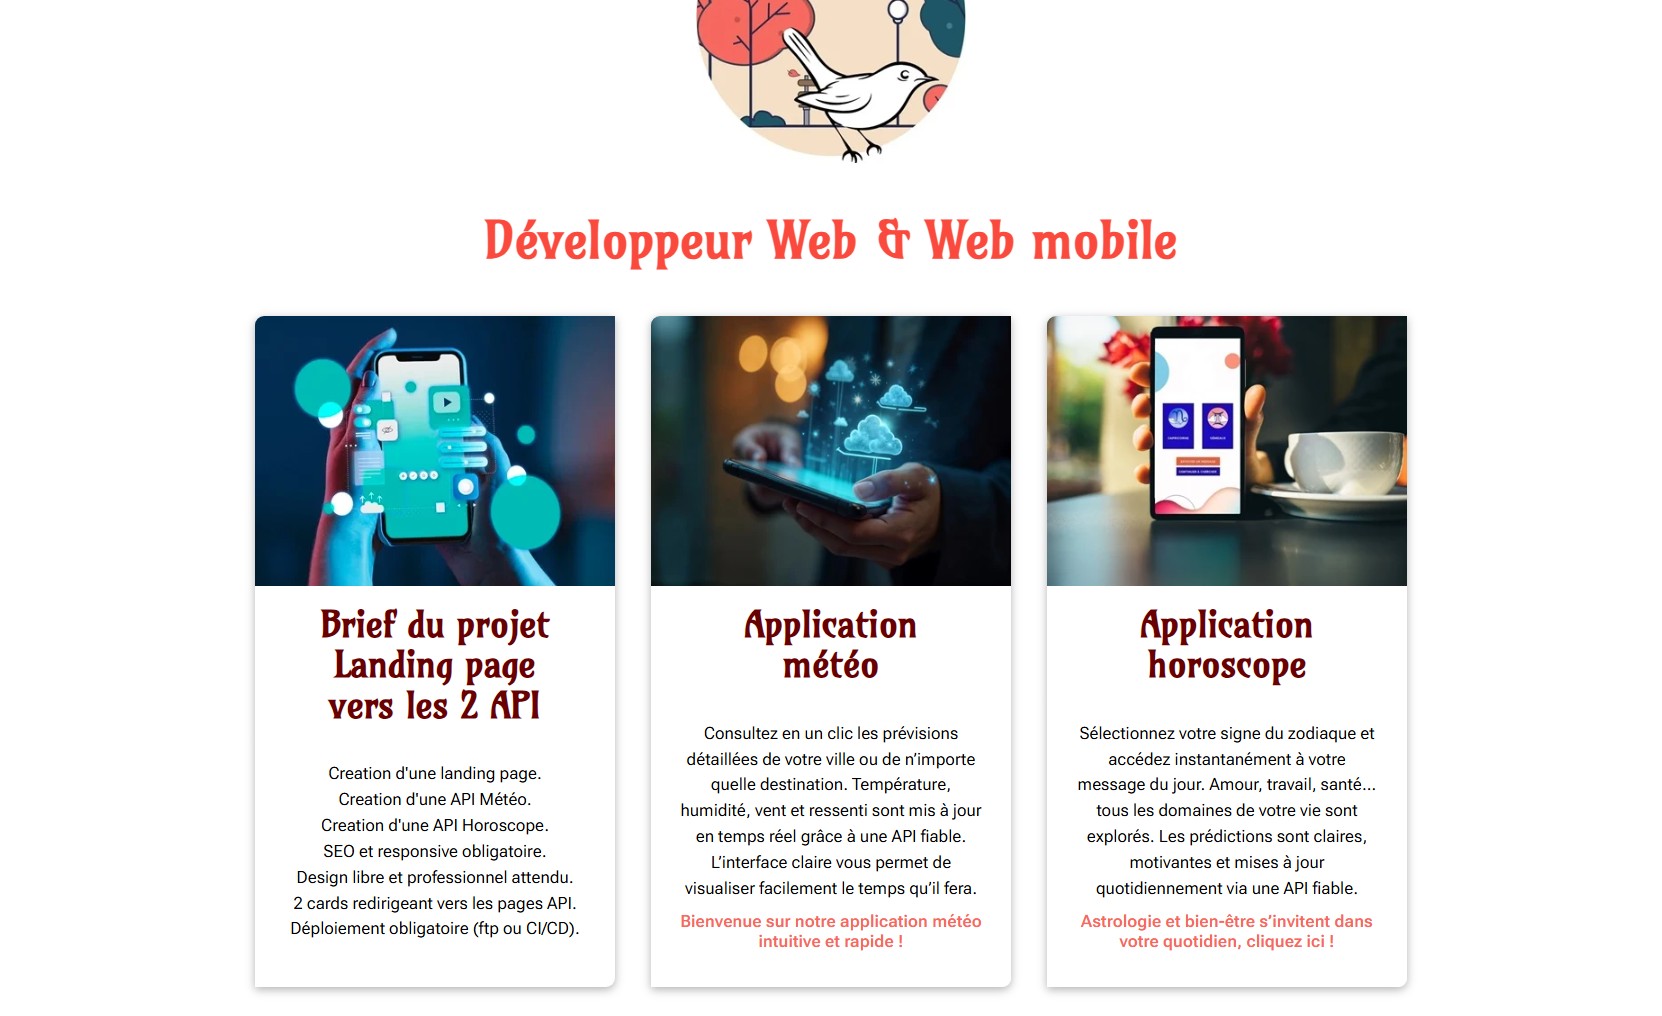 Développeur Web & Web mobile
Brief du projet
Landing page
vers les 2 API
Creation d'une landing page.
Creation d'une API Météo.
Creation d'une API Horoscope.
SEO et responsive obligatoire.
Design libre et professionnel attendu.
2 cards redirigeant vers les pages API.
Déploiement obligatoire (ftp ou CI/CD).
Application
météo
Consultez en un clic les prévisions
détaillées de votre ville ou de n’importe
quelle destination. Température,
humidité, vent et ressenti sont mis à jour
en temps réel grâce à une API fiable.
L’interface claire vous permet de
visualiser facilement le temps qu’il fera.
Bienvenue sur notre application météo
intuitive et rapide !
Application
horoscope
Sélectionnez votre signe du zodiaque et
accédez instantanément à votre
message du jour. Amour, travail, santé…
tous les domaines de votre vie sont
explorés. Les prédictions sont claires,
motivantes et mises à jour
quotidiennement via une API fiable.
Astrologie et bien-être s’invitent dans
votre quotidien, cliquez ici !